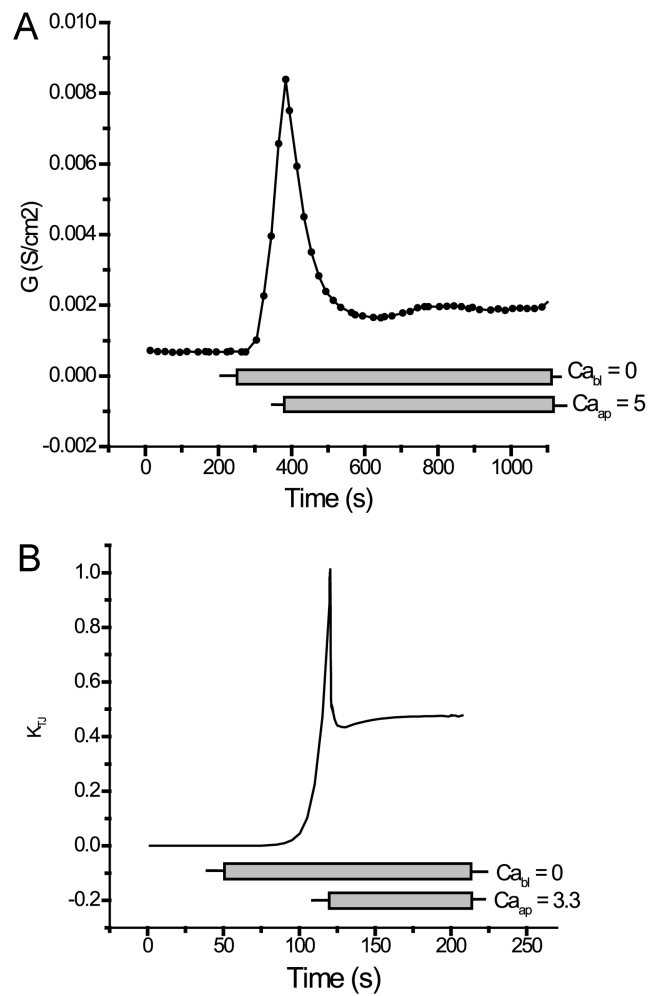 A
0.010
0.008
0.006
0.004
0.002
0.000
-0.002
G (S/cm2)
Ca_bl = 0
Ca_ap = 5
0 200 400 600 800 1000
Time (s)
B
1.0
0.8
0.6
0.4
0.2
0.0
-0.2
K_TJ
Ca_bl = 0
Ca_ap = 3.3
0 50 100 150 200 250
Time (s)